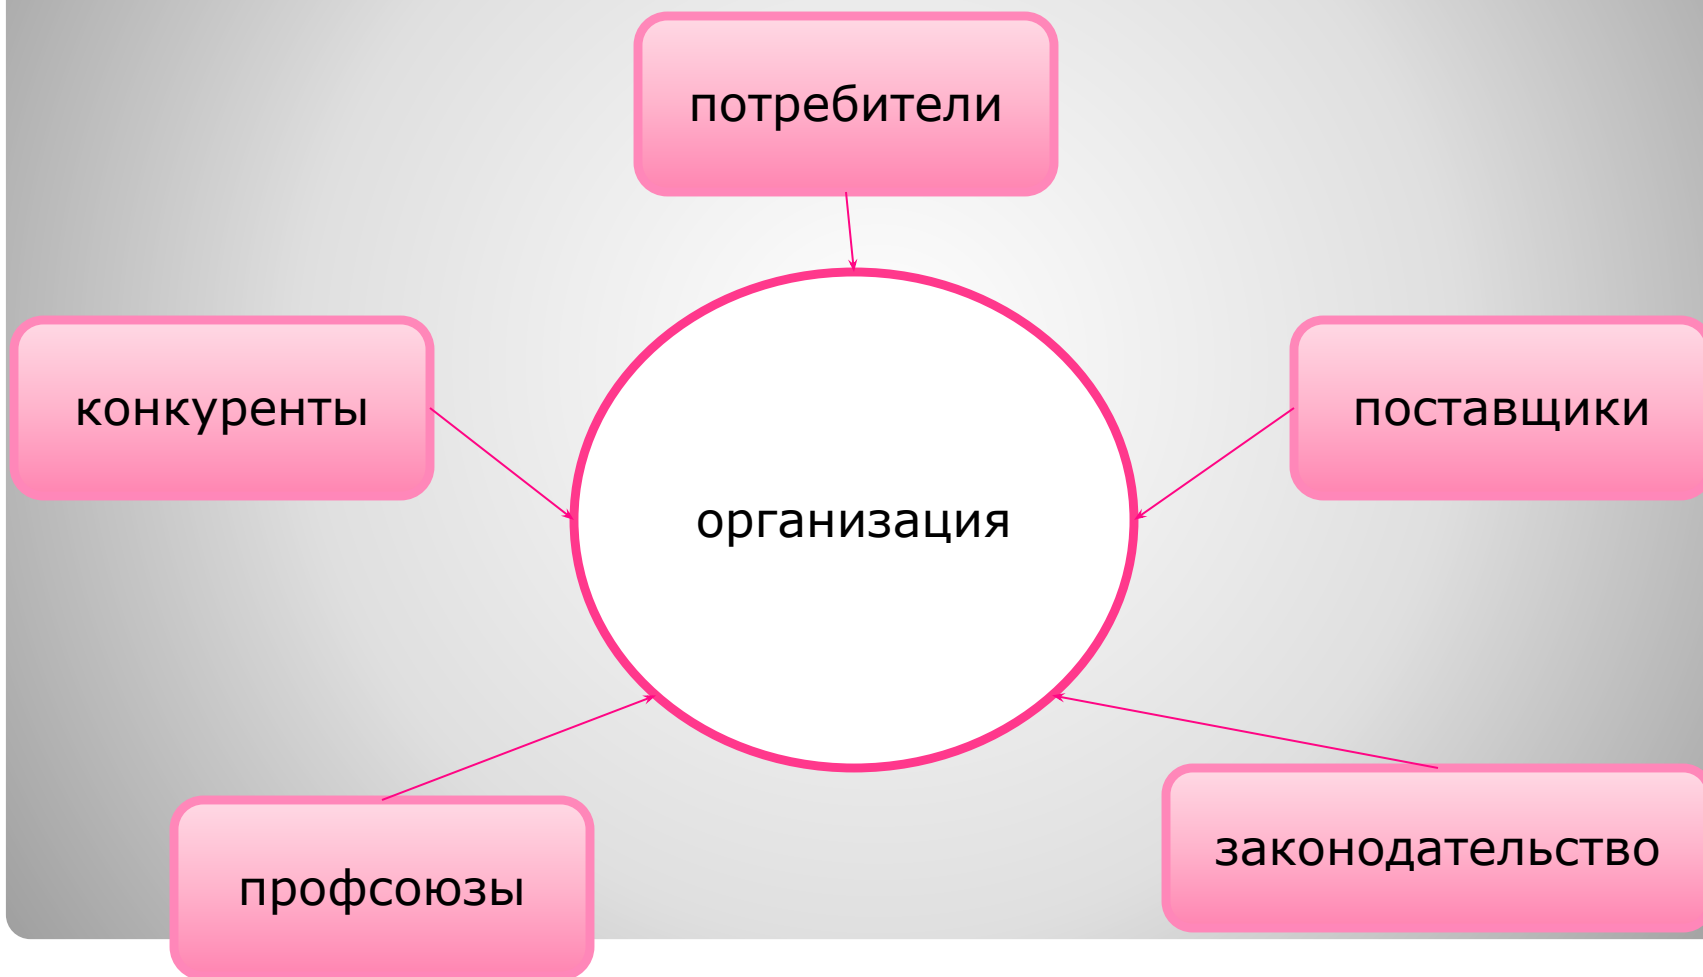 потребители
конкуренты
поставщики
организация
законодательство
профсоюзы